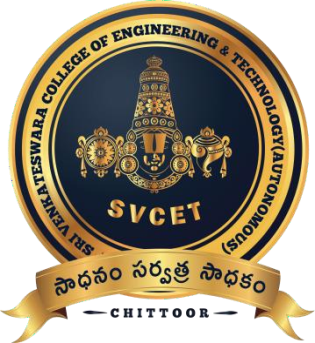 SRI VENKATESWARA COLLEGE OF ENGINEERING & TECHNOLOGY(AUTONOMOUS)
SVCET
సాధనం సర్వత్ర సాధకం
CHITTOOR